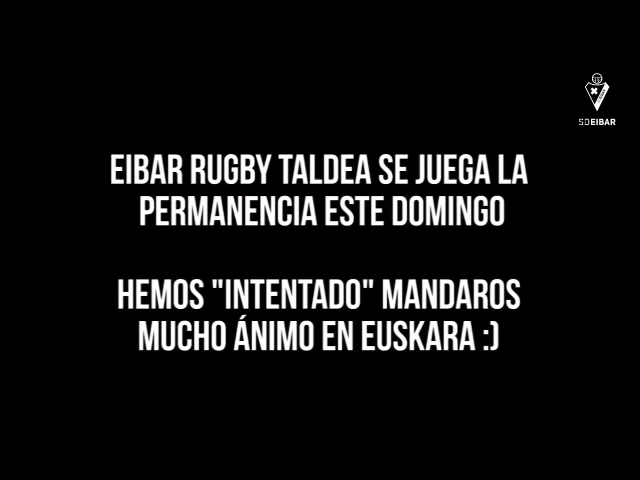 SDEIBAR
EIBAR RUGBY TALDEA SE JUEGA LA
PERMANENCIA ESTE DOMINGO
HEMOS "INTENTADO" MANDAROS
MUCHO ÁNIMO EN EUSKARA :)